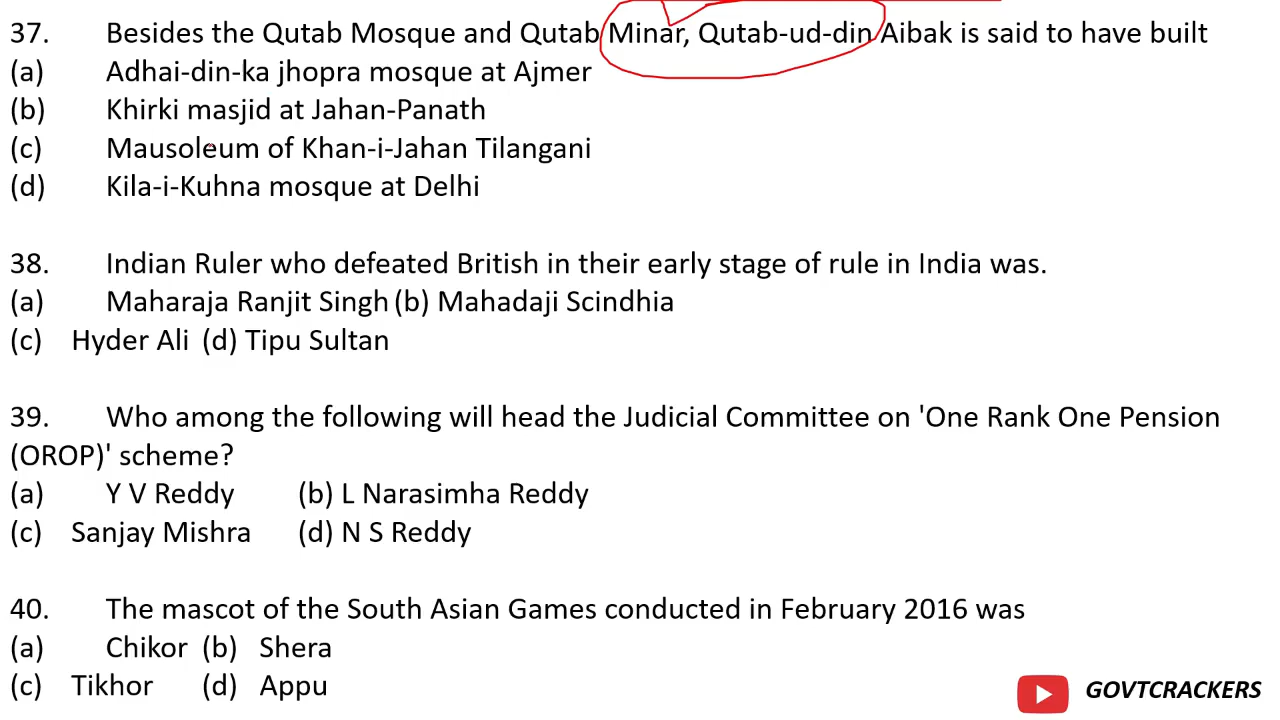 37. Besides the Qutab Mosque and Qutab Minar, Qutab-ud-din Aibak is said to have built
(a) Adhai-din-ka jhopra mosque at Ajmer
(b) Khirki masjid at Jahan-Panath
(c) Mausoleum of Khan-i-Jahan Tilangani
(d) Kila-i-Kuhna mosque at Delhi
38. Indian Ruler who defeated British in their early stage of rule in India was.
(a) Maharaja Ranjit Singh (b) Mahadaji Scindhia
(c) Hyder Ali (d) Tipu Sultan
39. Who among the following will head the Judicial Committee on 'One Rank One Pension
(OROP)' scheme?
(a) Y V Reddy (b) L Narasimha Reddy
(c) Sanjay Mishra (d) N S Reddy
40. The mascot of the South Asian Games conducted in February 2016 was
(a) Chikor (b) Shera
(c) Tikhor (d) Appu
GOVTCRACKERS